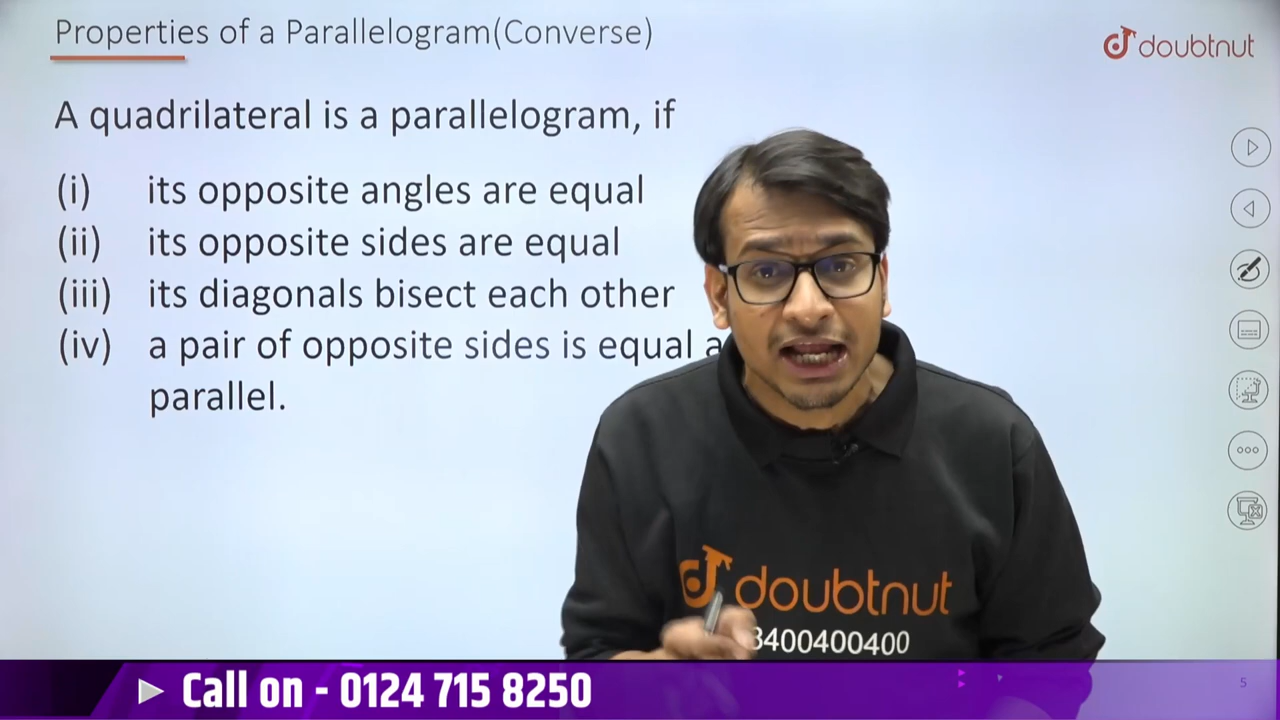 Properties of a Parallelogram(Converse)
doubtnut
A quadrilateral is a parallelogram, if
(i) its opposite angles are equal
(ii) its opposite sides are equal
(iii) its diagonals bisect each other
(iv) a pair of opposite sides is equal
parallel.
doubtnut
8400400400
Call on - 0124 715 8250
5